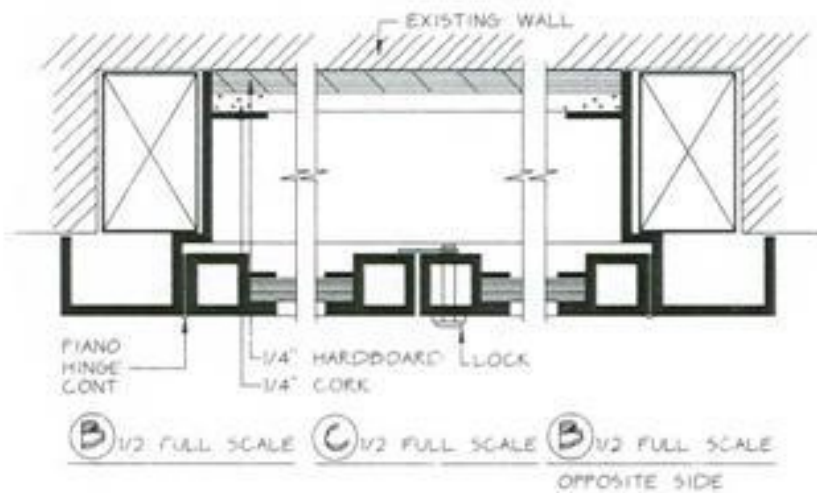 EXISTING WALL
PIANO
HINGE
CONT
1/4" HARDBOARD
LOCK
1/4" CORK
B 1/2 FULL SCALE
C 1/2 FULL SCALE
B 1/2 FULL SCALE
OPPOSITE SIDE